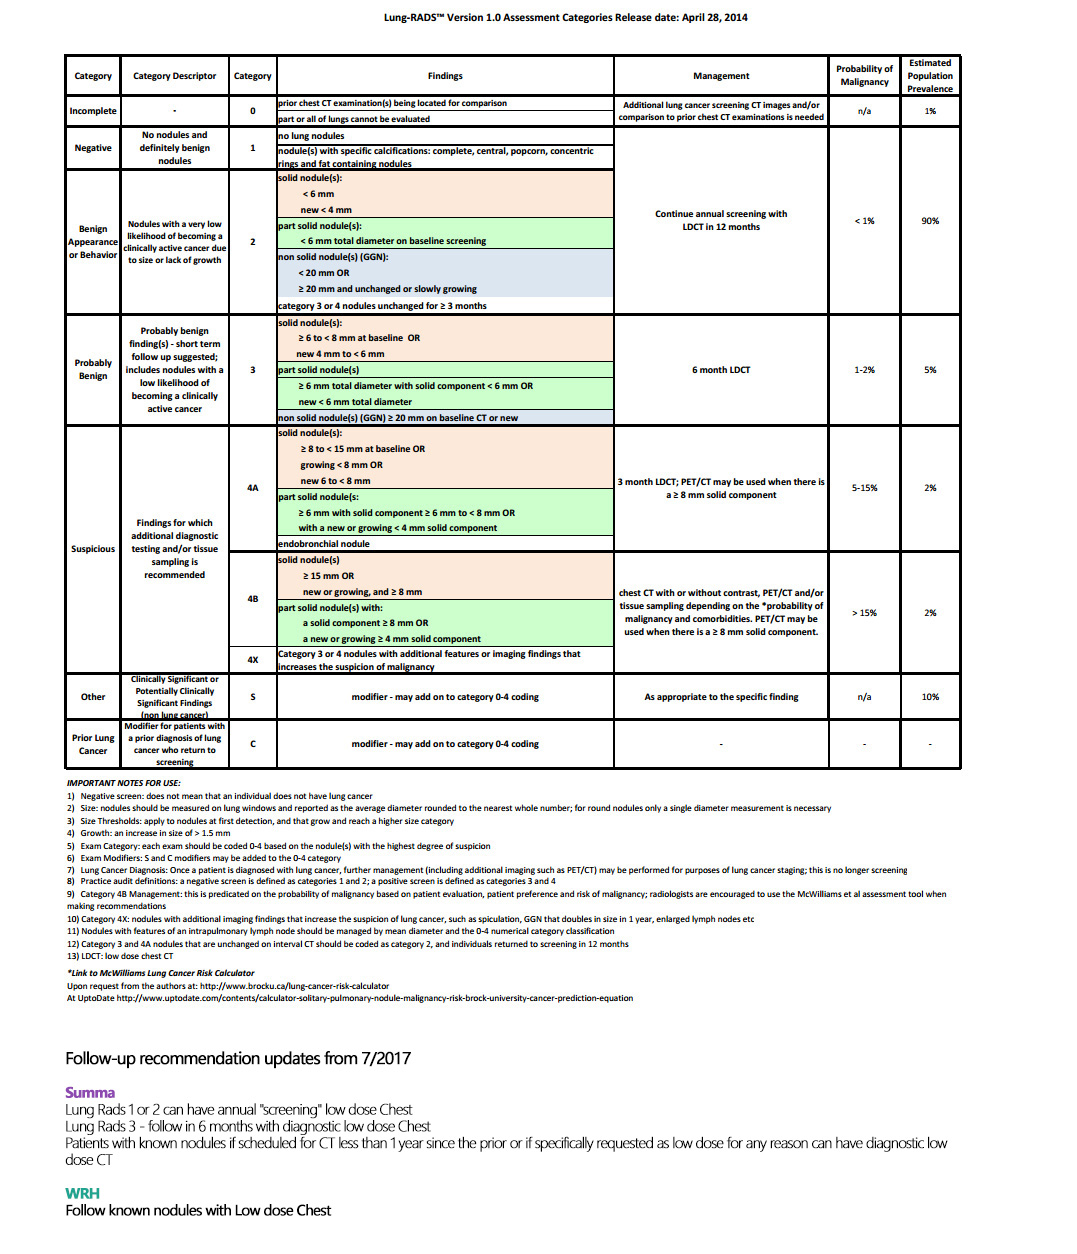 Lung-RADS™ Version 1.0 Assessment Categories Release date: April 28, 2014
Category
Category Descriptor
Category
Findings
Management
Probability of
Malignancy
Estimated
Population
Prevalence
Incomplete
-
0
prior chest CT examination(s) being located for comparison
part or all of lungs cannot be evaluated
Additional lung cancer screening CT images and/or
comparison to prior chest CT examinations is needed
n/a
1%
Negative
No nodules and
definitely benign
nodules
1
no lung nodules
nodule(s) with specific calcifications: complete, central, popcorn, concentric
rings and fat containing nodules
Continue annual screening with
LDCT in 12 months
< 1%
90%
Benign
Appearance
or Behavior
Nodules with a very low
likelihood of becoming a
clinically active cancer due
to size or lack of growth
2
solid nodule(s):
< 6 mm
new < 4 mm
part solid nodule(s):
< 6 mm total diameter on baseline screening
non solid nodule(s) (GGN):
< 20 mm OR
≥ 20 mm and unchanged or slowly growing
category 3 or 4 nodules unchanged for ≥ 3 months
Probably
Benign
Probably benign
finding(s) - short term
follow up suggested;
includes nodules with a
low likelihood of
becoming a clinically
active cancer
3
solid nodule(s):
≥ 6 to < 8 mm at baseline OR
new 4 mm to < 6 mm
part solid nodule(s)
≥ 6 mm total diameter with solid component < 6 mm OR
new < 6 mm total diameter
non solid nodule(s) (GGN) ≥ 20 mm on baseline CT or new
6 month LDCT
1-2%
5%
Suspicious
Findings for which
additional diagnostic
testing and/or tissue
sampling is
recommended
4A
solid nodule(s):
≥ 8 to < 15 mm at baseline OR
growing < 8 mm OR
new 6 to < 8 mm
part solid nodule(s:
≥ 6 mm with solid component ≥ 6 mm to < 8 mm OR
with a new or growing < 4 mm solid component
endobronchial nodule
3 month LDCT; PET/CT may be used when there is
a ≥ 8 mm solid component
5-15%
2%
4B
solid nodule(s)
≥ 15 mm OR
new or growing, and ≥ 8 mm
part solid nodule(s) with:
a solid component ≥ 8 mm OR
a new or growing ≥ 4 mm solid component
chest CT with or without contrast, PET/CT and/or
tissue sampling depending on the *probability of
malignancy and comorbidities. PET/CT may be
used when there is a ≥ 8 mm solid component.
> 15%
2%
4X
Category 3 or 4 nodules with additional features or imaging findings that
increases the suspicion of malignancy
Other
Clinically Significant or
Potentially Clinically
Significant Findings
(non lung cancer)
S
modifier - may add on to category 0-4 coding
As appropriate to the specific finding
n/a
10%
Prior Lung
Cancer
Modifier for patients with
a prior diagnosis of lung
cancer who return to
screening
C
modifier - may add on to category 0-4 coding
-
-
-
IMPORTANT NOTES FOR USE:
1) Negative screen: does not mean that an individual does not have lung cancer
2) Size: nodules should be measured on lung windows and reported as the average diameter rounded to the nearest whole number; for round nodules only a single diameter measurement is necessary
3) Size Thresholds: apply to nodules at first detection, and that grow and reach a higher size category
4) Growth: an increase in size of > 1.5 mm
5) Exam Category: each exam should be coded 0-4 based on the nodule(s) with the highest degree of suspicion
6) Exam Modifiers: S and C modifiers may be added to the 0-4 category
7) Lung Cancer Diagnosis: Once a patient is diagnosed with lung cancer, further management (including additional imaging such as PET/CT) may be performed for purposes of lung cancer staging; this is no longer screening
8) Practice audit definitions: a negative screen is defined as categories 1 and 2; a positive screen is defined as categories 3 and 4
9) Category 4B Management: this is predicated on the probability of malignancy based on patient evaluation, patient preference and risk of malignancy; radiologists are encouraged to use the McWilliams et al assessment tool when
making recommendations
10) Category 4X: nodules with additional imaging findings that increase the suspicion of lung cancer, such as spiculation, GGN that doubles in size in 1 year, enlarged lymph nodes etc
11) Nodules with features of an intrapulmonary lymph node should be managed by mean diameter and the 0-4 numerical category classification
12) Category 3 and 4A nodules that are unchanged on interval CT should be coded as category 2, and individuals returned to screening in 12 months
13) LDCT: low dose chest CT
*Link to McWilliams Lung Cancer Risk Calculator
Upon request from the authors at: http://www.brocku.ca/lung-cancer-risk-calculator
At UptoDate http://www.uptodate.com/contents/calculator-solitary-pulmonary-nodule-malignancy-risk-brock-university-cancer-prediction-equation
Follow-up recommendation updates from 7/2017
Summa
Lung Rads 1 or 2 can have annual "screening" low dose Chest
Lung Rads 3 - follow in 6 months with diagnostic low dose Chest
Patients with known nodules if scheduled for CT less than 1 year since the prior or if specifically requested as low dose for any reason can have diagnostic low
dose CT
WRH
Follow known nodules with Low dose Chest